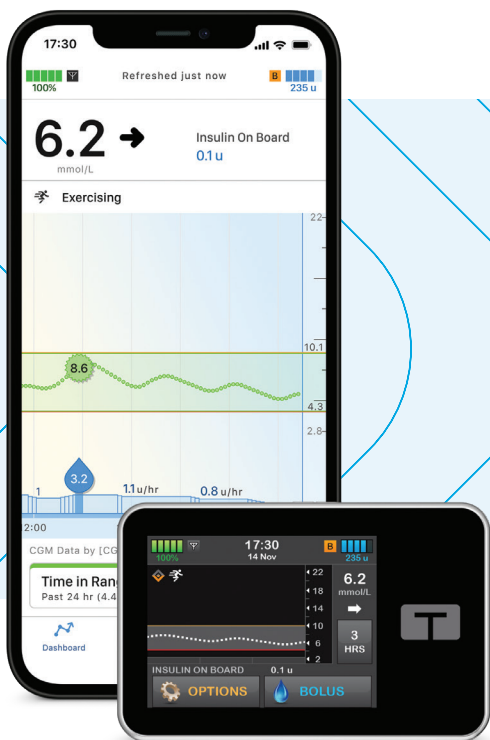 17:30
100%
Refreshed just now
B
235 u
6.2
mmol/L
Insulin On Board
0.1 u
Exercising
22
10.1
8.6
4.3
2.8
3.2
1
1.1 u/hr
0.8 u/hr
2:00
CGM Data by [CG
Time in Ran
Past 24 hr (4.4
Dashboard
100%
17:30
14 Nov
B
235 u
22
18
14
10
6
2
6.2
mmol/L
3
HRS
INSULIN ON BOARD
0.1 u
OPTIONS
BOLUS
T